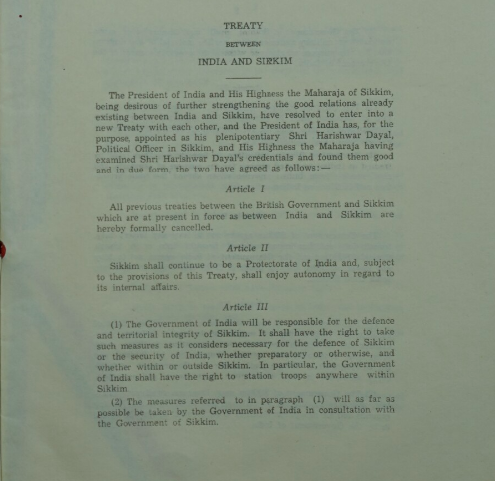 TREATY
BETWEEN
INDIA AND SIKKIM
The President of India and His Highness the Maharaja of Sikkim,
being desirous of further strengthening the good relations already
existing between India and Sikkim, have resolved to enter into a
new Treaty with each other, and the President of India has, for the
purpose, appointed as his plenipotentiary Shri Harishwar Dayal,
Political Officer in Sikkim, and His Highness the Maharaja having
examined Shri Harishwar Dayal's credentials and found them good
and in due form, the two have agreed as follows:—
Article I
All previous treaties between the British Government and Sikkim
which are at present in force as between India and Sikkim are
hereby formally cancelled.
Article II
Sikkim shall continue to be a Protectorate of India and, subject
to the provisions of this Treaty, shall enjoy autonomy in regard to
its internal affairs.
Article III
(1) The Government of India will be responsible for the defence
and territorial integrity of Sikkim. It shall have the right to take
such measures as it considers necessary for the defence of Sikkim
or the security of India, whether preparatory or otherwise, and
whether within or outside Sikkim. In particular, the Government
of India shall have the right to station troops anywhere within
Sikkim.
(2) The measures referred to in paragraph (1) will as far as
possible be taken by the Government of India in consultation with
the Government of Sikkim.